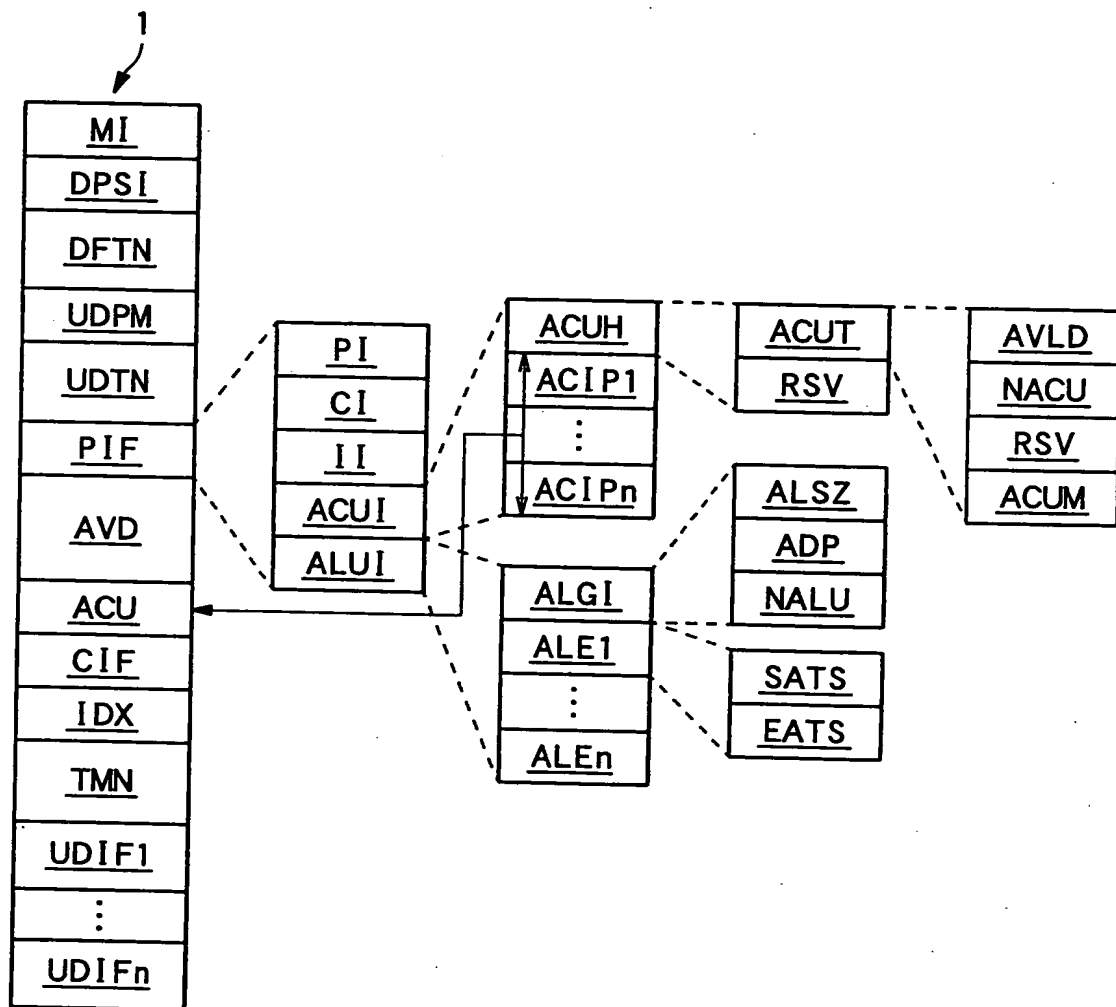 1
MI
DPSI
DFTN
UDPM
UDTN
PIF
AVD
ACU
CIF
IDX
TMN
UDIF1
⋮
UDIFn
PI
CI
II
ACUI
ALUI
ACUH
ACIP1
⋮
ACIPn
ALGI
ALE1
⋮
ALEn
ACUT
RSV
ALSZ
ADP
NALU
SATS
EATS
AVLD
NACU
RSV
ACUM